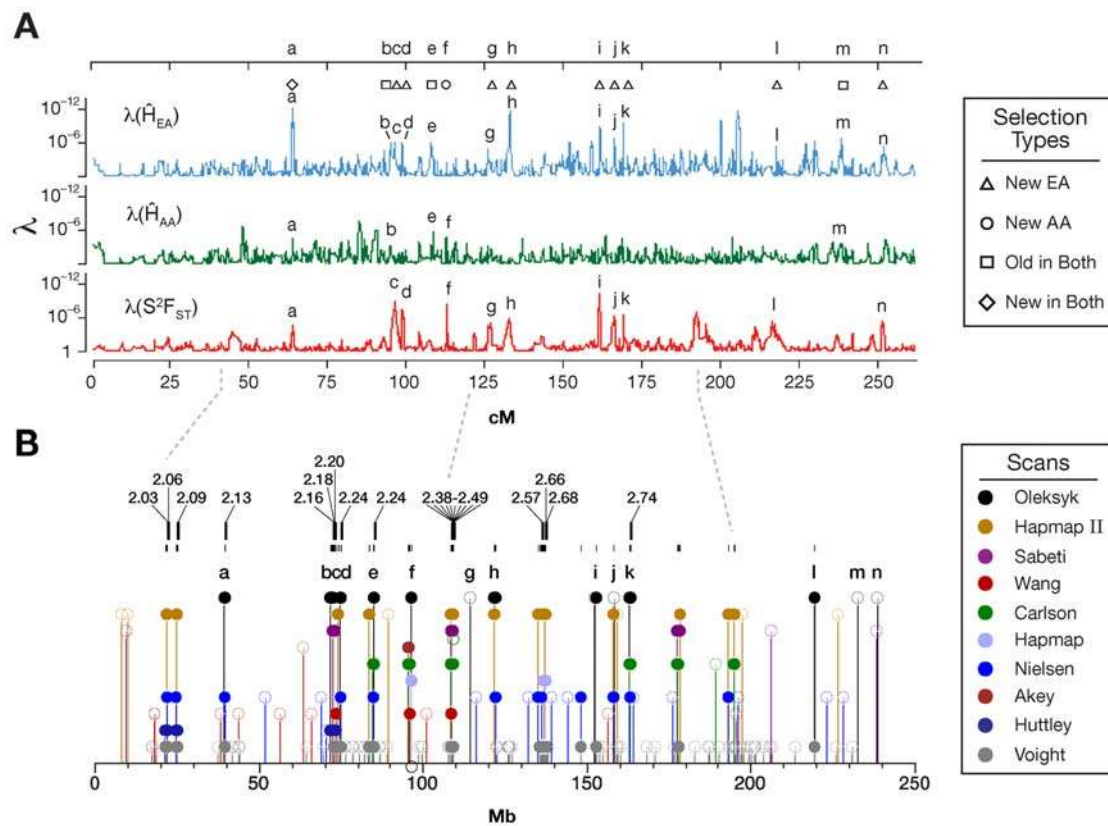 A
a b c d e f g h i j k l m n
10⁻¹² λ(Ĥ_EA) a h
10⁻⁶ b c d e g i j k l m n
10⁻¹² λ(Ĥ_AA)
10⁻⁶ a b e f m
λ
10⁻¹² λ(S²F_ST)
10⁻⁶ a c d f g h i j k l n
1
0 25 50 75 100 125 150 175 200 225 250
cM
Selection
Types
New EA
New AA
Old in Both
New in Both
B
2.20
2.06 2.18 2.66
2.03 2.09 2.13 2.16 2.24 2.24 2.38-2.49 2.57 2.68 2.74
a b c d e f g h i j k l m n
0 50 100 150 200 250
Mb
Scans
Oleksyk
Hapmap II
Sabeti
Wang
Carlson
Hapmap
Nielsen
Akey
Huttley
Voight